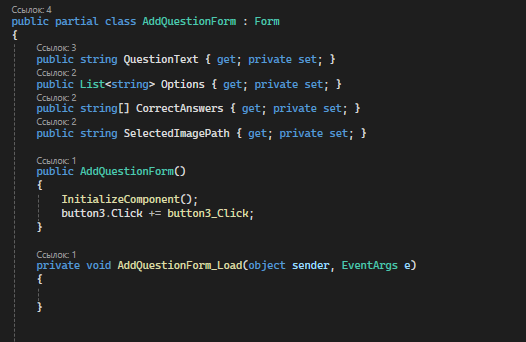 Ссылок: 4
public partial class AddQuestionForm : Form
{
Ссылок: 3
public string QuestionText { get; private set; }
Ссылок: 2
public List<string> Options { get; private set; }
Ссылок: 2
public string[] CorrectAnswers { get; private set; }
Ссылок: 2
public string SelectedImagePath { get; private set; }
Ссылок: 1
public AddQuestionForm()
{
InitializeComponent();
button3.Click += button3_Click;
}
Ссылок: 1
private void AddQuestionForm_Load(object sender, EventArgs e)
{
}